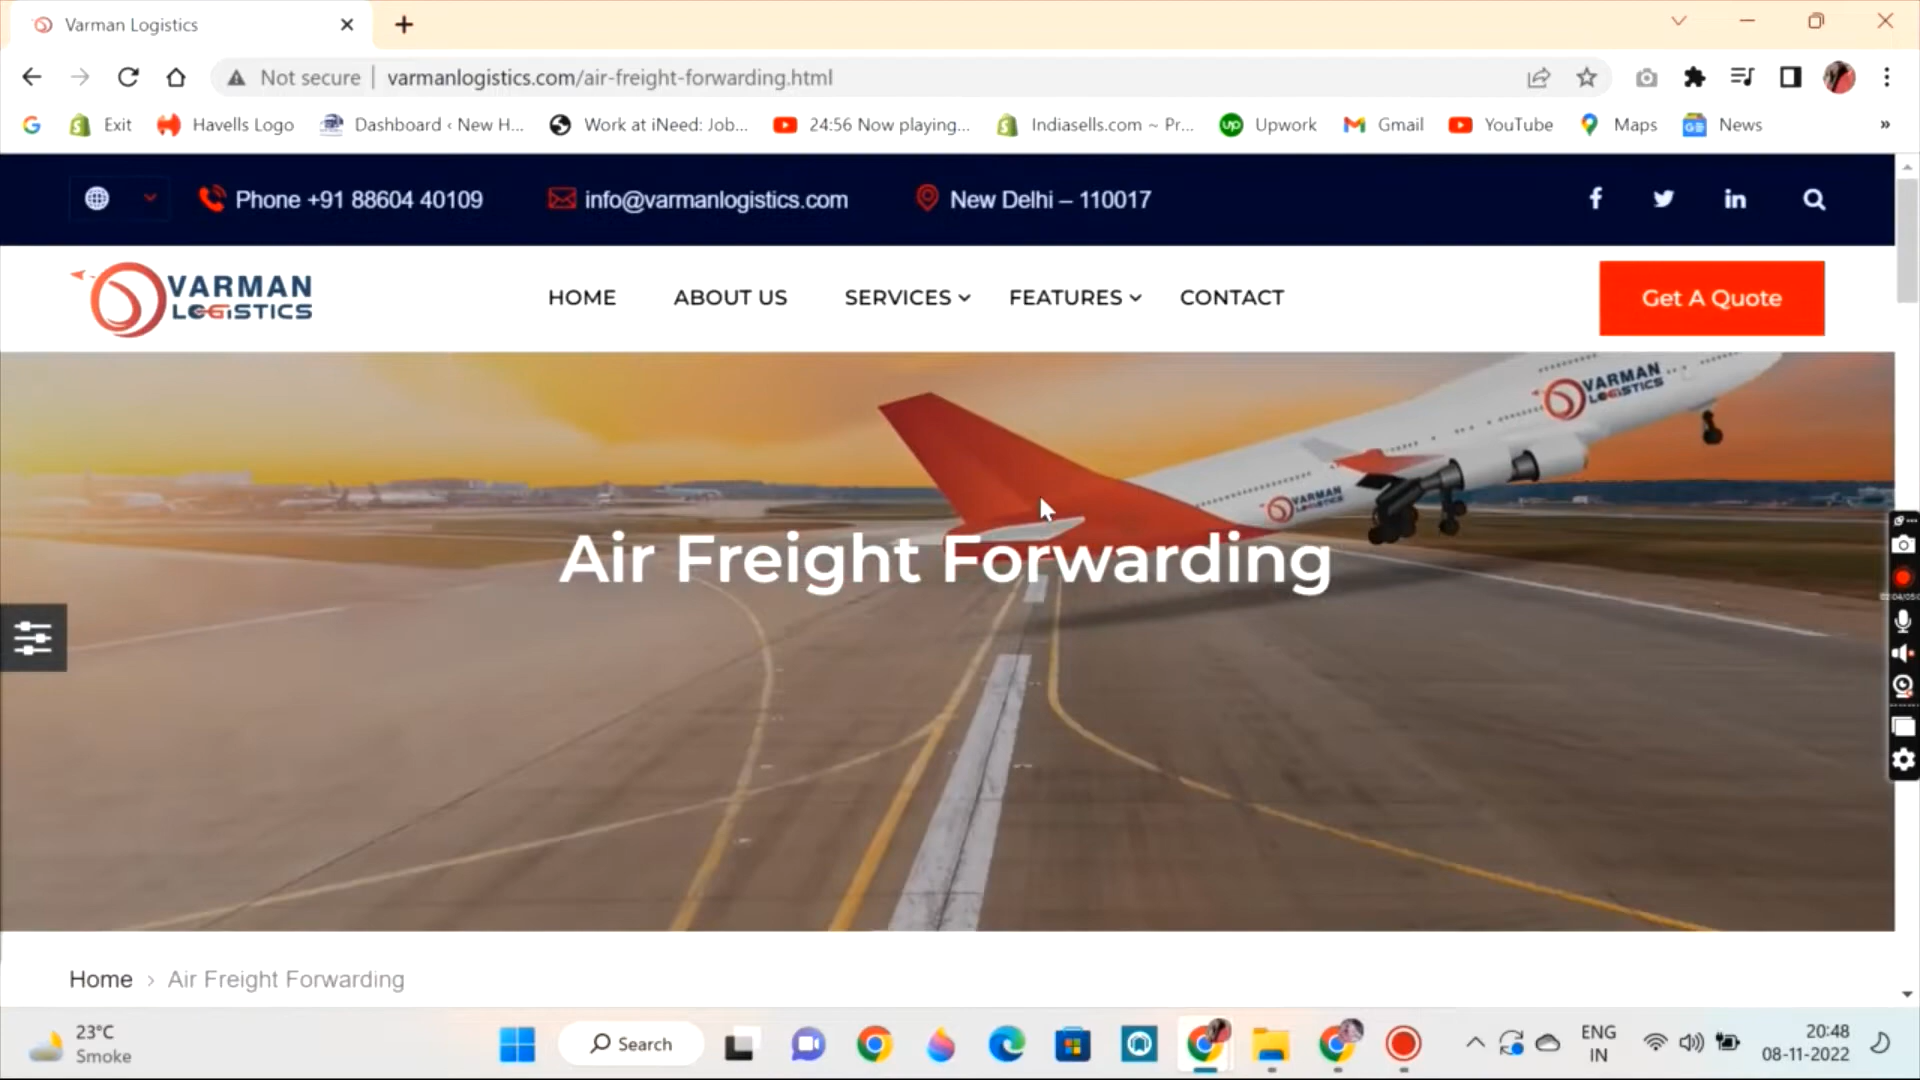 Varman Logistics
Not secure | varmanlogistics.com/air-freight-forwarding.html
Exit Havells Logo Dashboard ‹ New H... Work at iNeed: Job... 24:56 Now playing... Indiasells.com ~ Pr... Upwork Gmail YouTube Maps News »
Phone +91 88604 40109 info@varmanlogistics.com New Delhi – 110017
VARMAN
LOGISTICS
HOME ABOUT US SERVICES FEATURES CONTACT
Get A Quote
VARMAN
LOGISTICS
VARMAN
LOGISTICS
Air Freight Forwarding
Home › Air Freight Forwarding
23°C
Smoke
Search
ENG
IN
20:48
08-11-2022